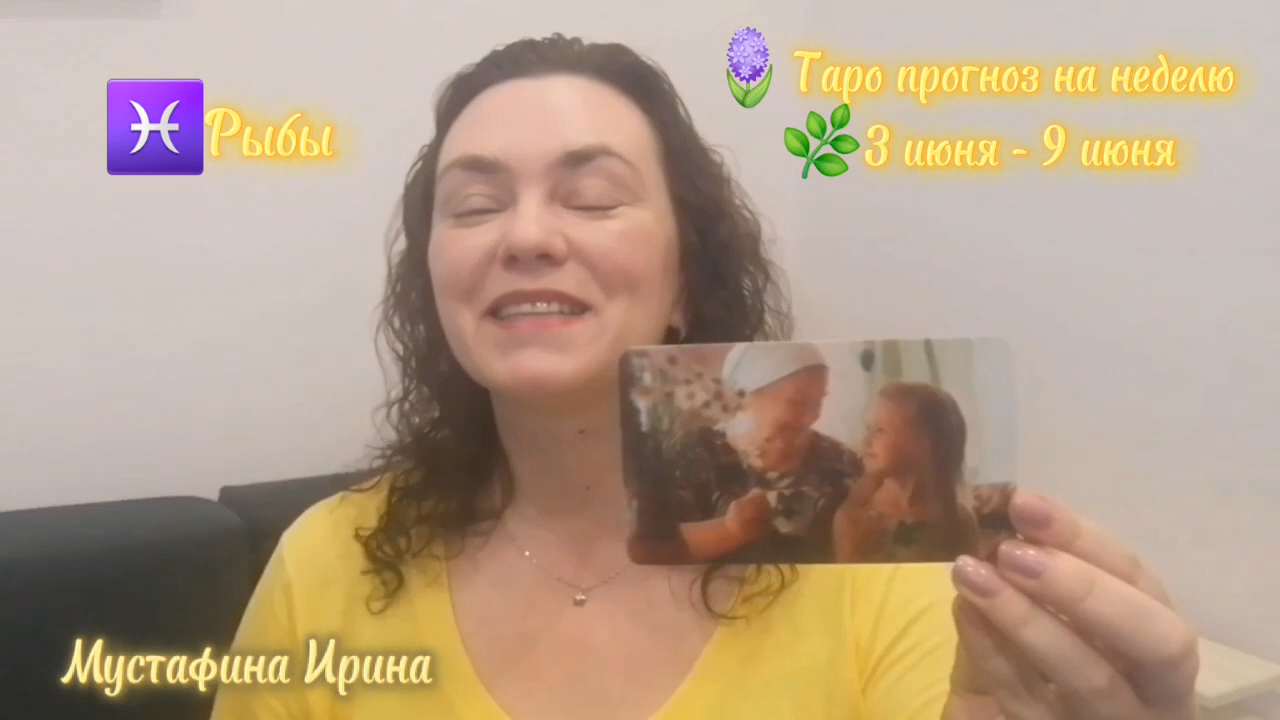 Рыбы
Таро прогноз на неделю
3 июня - 9 июня
Мустафина Ирина